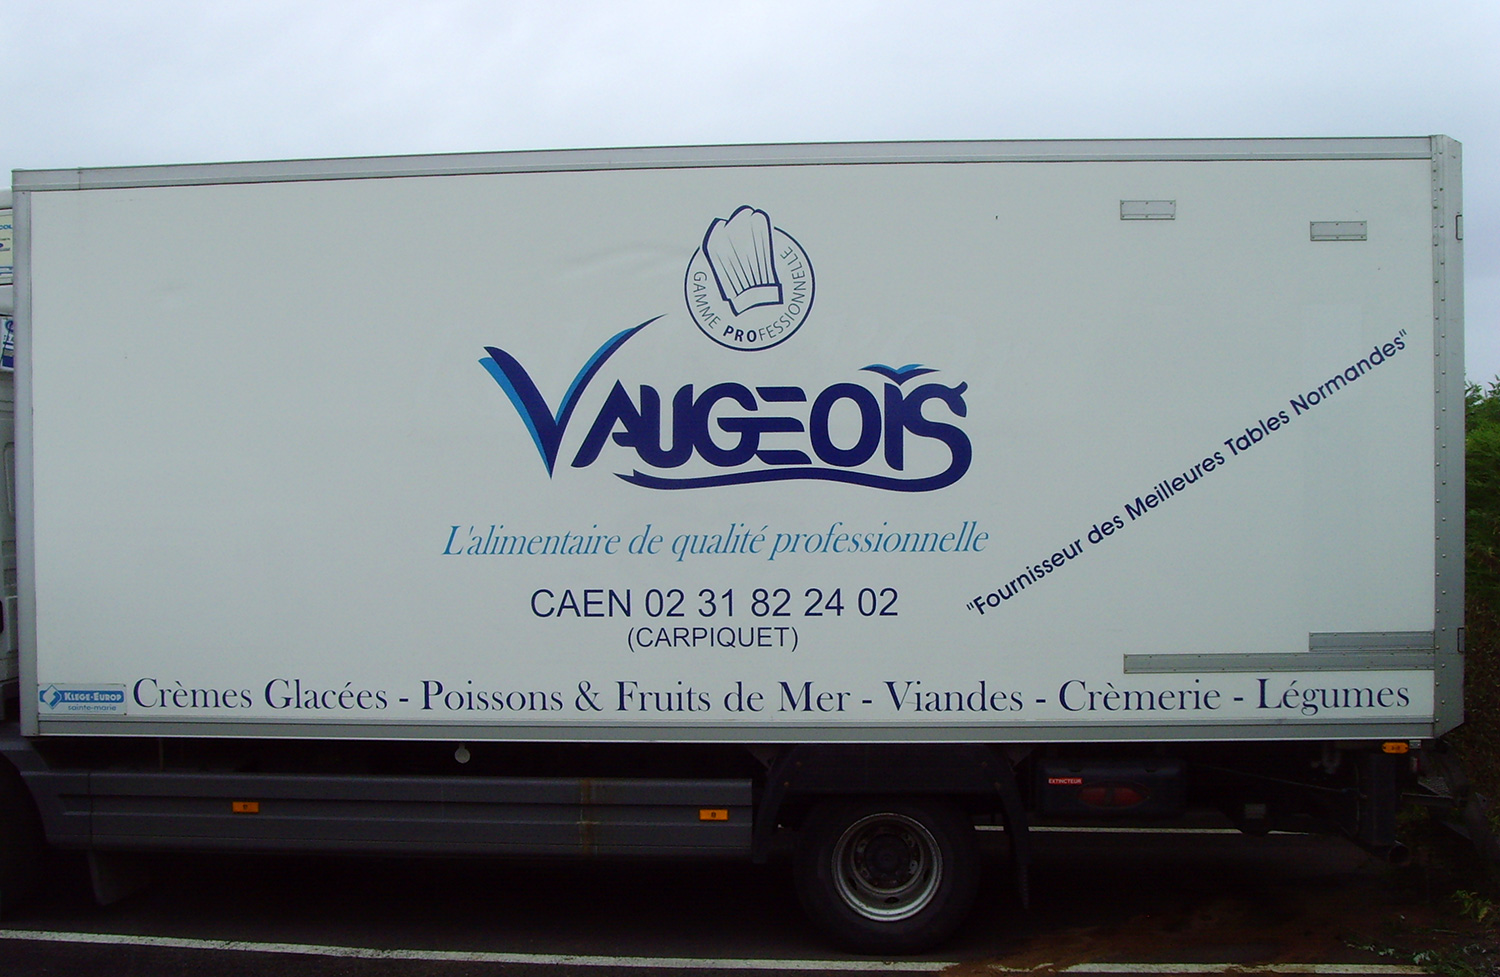 GAMME PROFESSIONNELLE
VAUGEOIS
L'alimentaire de qualité professionnelle
"Fournisseur des Meilleures Tables Normandes"
CAEN 02 31 82 24 02
(CARPIQUET)
KLEGE-EUROP
sainte-marie
Crèmes Glacées - Poissons & Fruits de Mer - Viandes - Crèmerie - Légumes
EXTINCTEUR